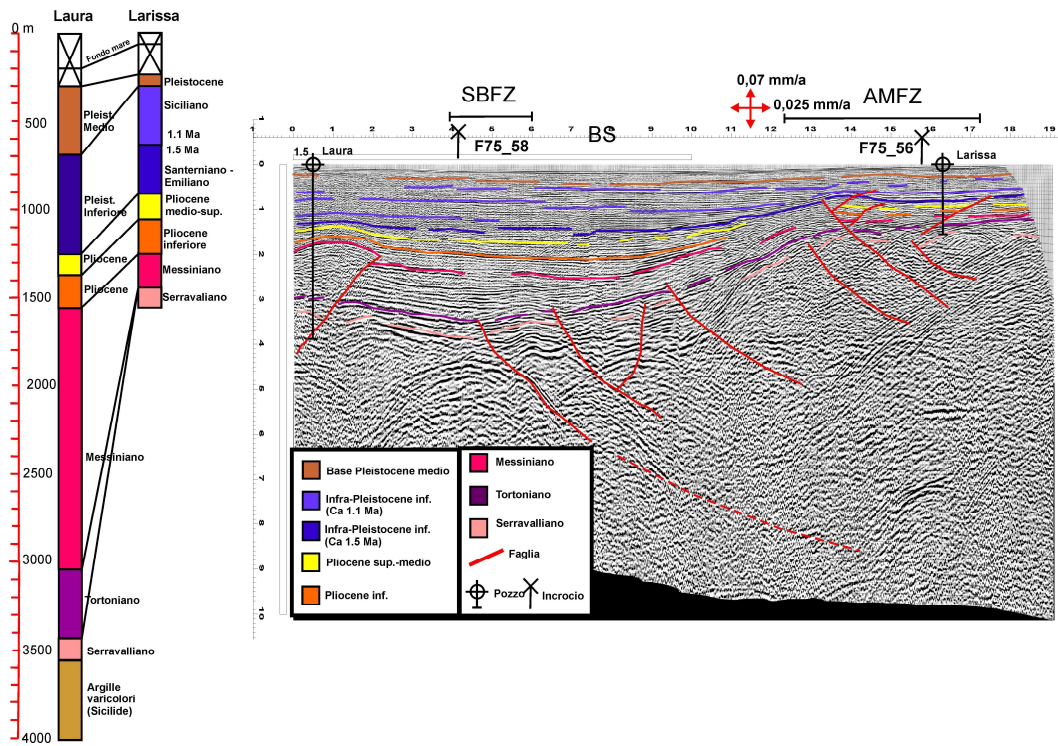 Laura
Larissa
0 m
500
1000
1500
2000
2500
3000
3500
4000
Fondo mare
Pleist.
Medio
Pleist.
Inferiore
Pliocene
Pliocene
Messiniano
Tortoniano
Serravalliano
Argille
varicolori
(Sicilide)
Pleistocene
Siciliano
1.1 Ma
1.5 Ma
Santerniano -
Emiliano
Pliocene
medio-sup.
Pliocene
inferiore
Messiniano
Serravaliano
SBFZ
BS
0,07 mm/a
0,025 mm/a
AMFZ
F75_58
F75_56
1 0 1 2 3 4 5 6 7 8 9 10 11 12 13 14 15 16 17 18 19
1.5
Laura
Larissa
1
0
1
2
3
4
5
6
7
8
9
10
Base Pleistocene medio
Infra-Pleistocene inf.
(Ca 1.1 Ma)
Infra-Pleistocene inf.
(Ca 1.5 Ma)
Pliocene sup.-medio
Pliocene inf.
Messiniano
Tortoniano
Serravalliano
Faglia
Pozzo
Incrocio